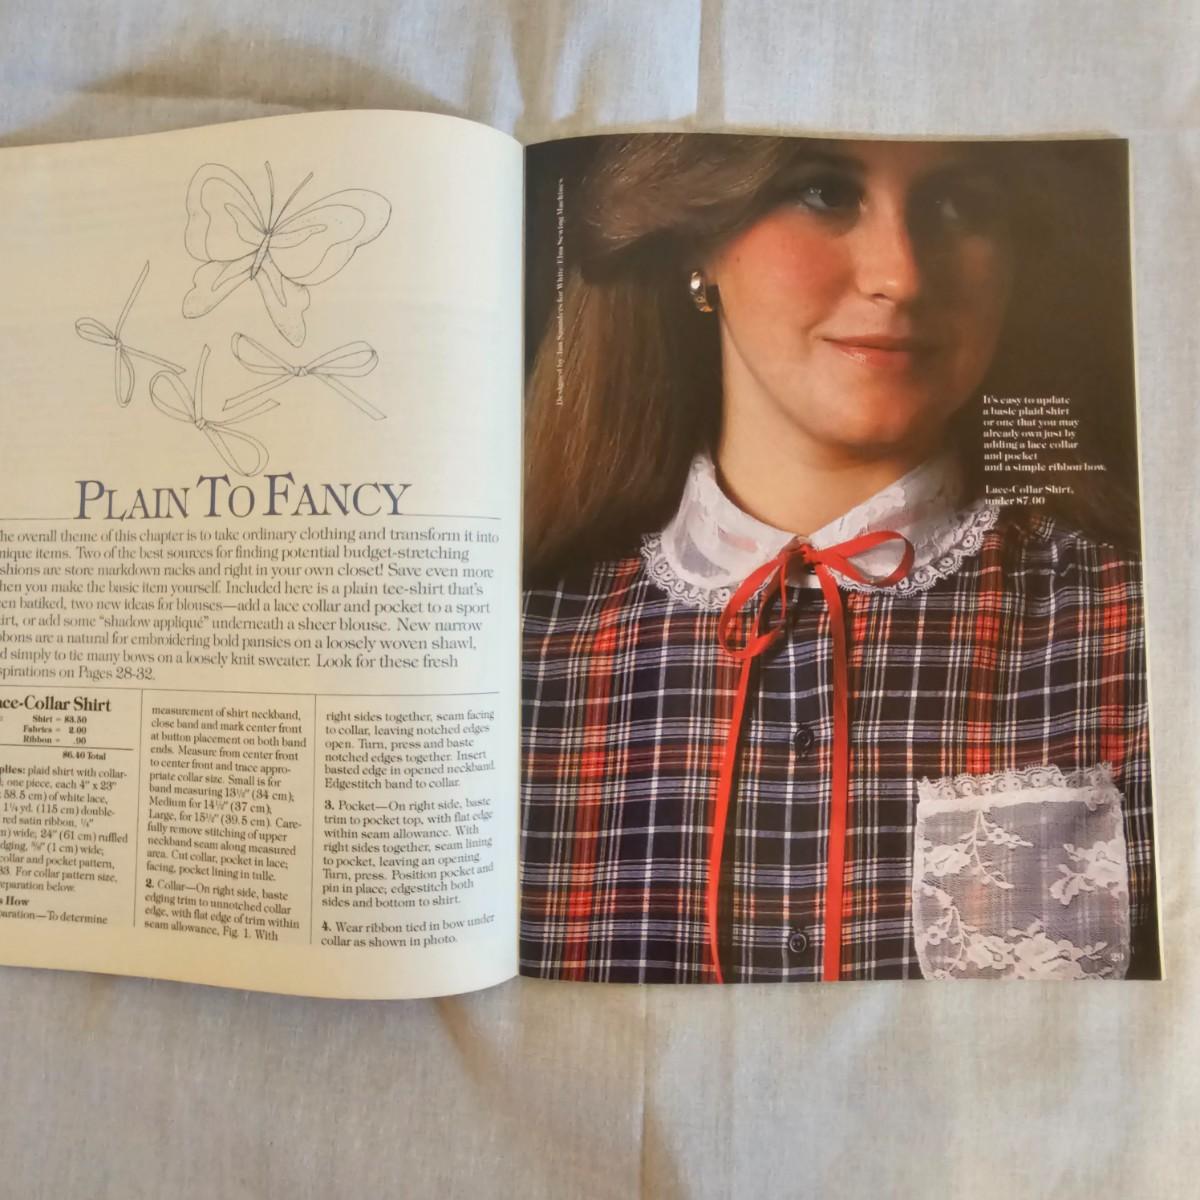 PLAIN TO FANCY
he overall theme of this chapter is to take ordinary clothing and transform it into
nique items. Two of the best sources for finding potential budget-stretching
shions are store markdown racks and right in your own closet! Save even more
hen you make the basic item yourself. Included here is a plain tee-shirt that's
en batiked, two new ideas for blouses—add a lace collar and pocket to a sport
irt, or add some "shadow appliqué" underneath a sheer blouse. New narrow
bbons are a natural for embroidering bold pansies on a loosely woven shawl,
d simply to tie many bows on a loosely knit sweater. Look for these fresh
spirations on Pages 28-32.
ace-Collar Shirt
Shirt = $3.50
Fabrics = 2.00
Ribbon = .90
$6.40 Total
plies: plaid shirt with collar-
; one piece, each 4" x 23"
58.5 cm) of white lace,
1¼ yd. (115 cm) double-
red satin ribbon, ¼"
m) wide; 24" (61 cm) ruffled
dging, ⅜" (1 cm) wide;
collar and pocket pattern,
33. For collar pattern size,
eparation below.
s How
paration—To determine
measurement of shirt neckband,
close band and mark center front
at button placement on both band
ends. Measure from center front
to center front and trace appro-
priate collar size. Small is for
band measuring 13½" (34 cm);
Medium for 14½" (37 cm),
Large, for 15½" (39.5 cm). Care-
fully remove stitching of upper
neckband seam along measured
area. Cut collar, pocket in lace;
facing, pocket lining in tulle.
2. Collar—On right side, baste
edging trim to unnotched collar
edge, with flat edge of trim within
seam allowance, Fig. 1. With
right sides together, seam facing
to collar, leaving notched edges
open. Turn, press and baste
notched edges together. Insert
basted edge in opened neckband.
Edgestitch band to collar.
3. Pocket—On right side, baste
trim to pocket top, with flat edge
within seam allowance. With
right sides together, seam lining
to pocket, leaving an opening.
Turn, press. Position pocket and
pin in place; edgestitch both
sides and bottom to shirt.
4. Wear ribbon tied in bow under
collar as shown in photo.
Designed by Jan Saunders for White/Elna Sewing Machines
It's easy to update
a basic plaid shirt
or one that you may
already own just by
adding a lace collar
and pocket
and a simple ribbon bow.
Lace-Collar Shirt,
under $7.00
29